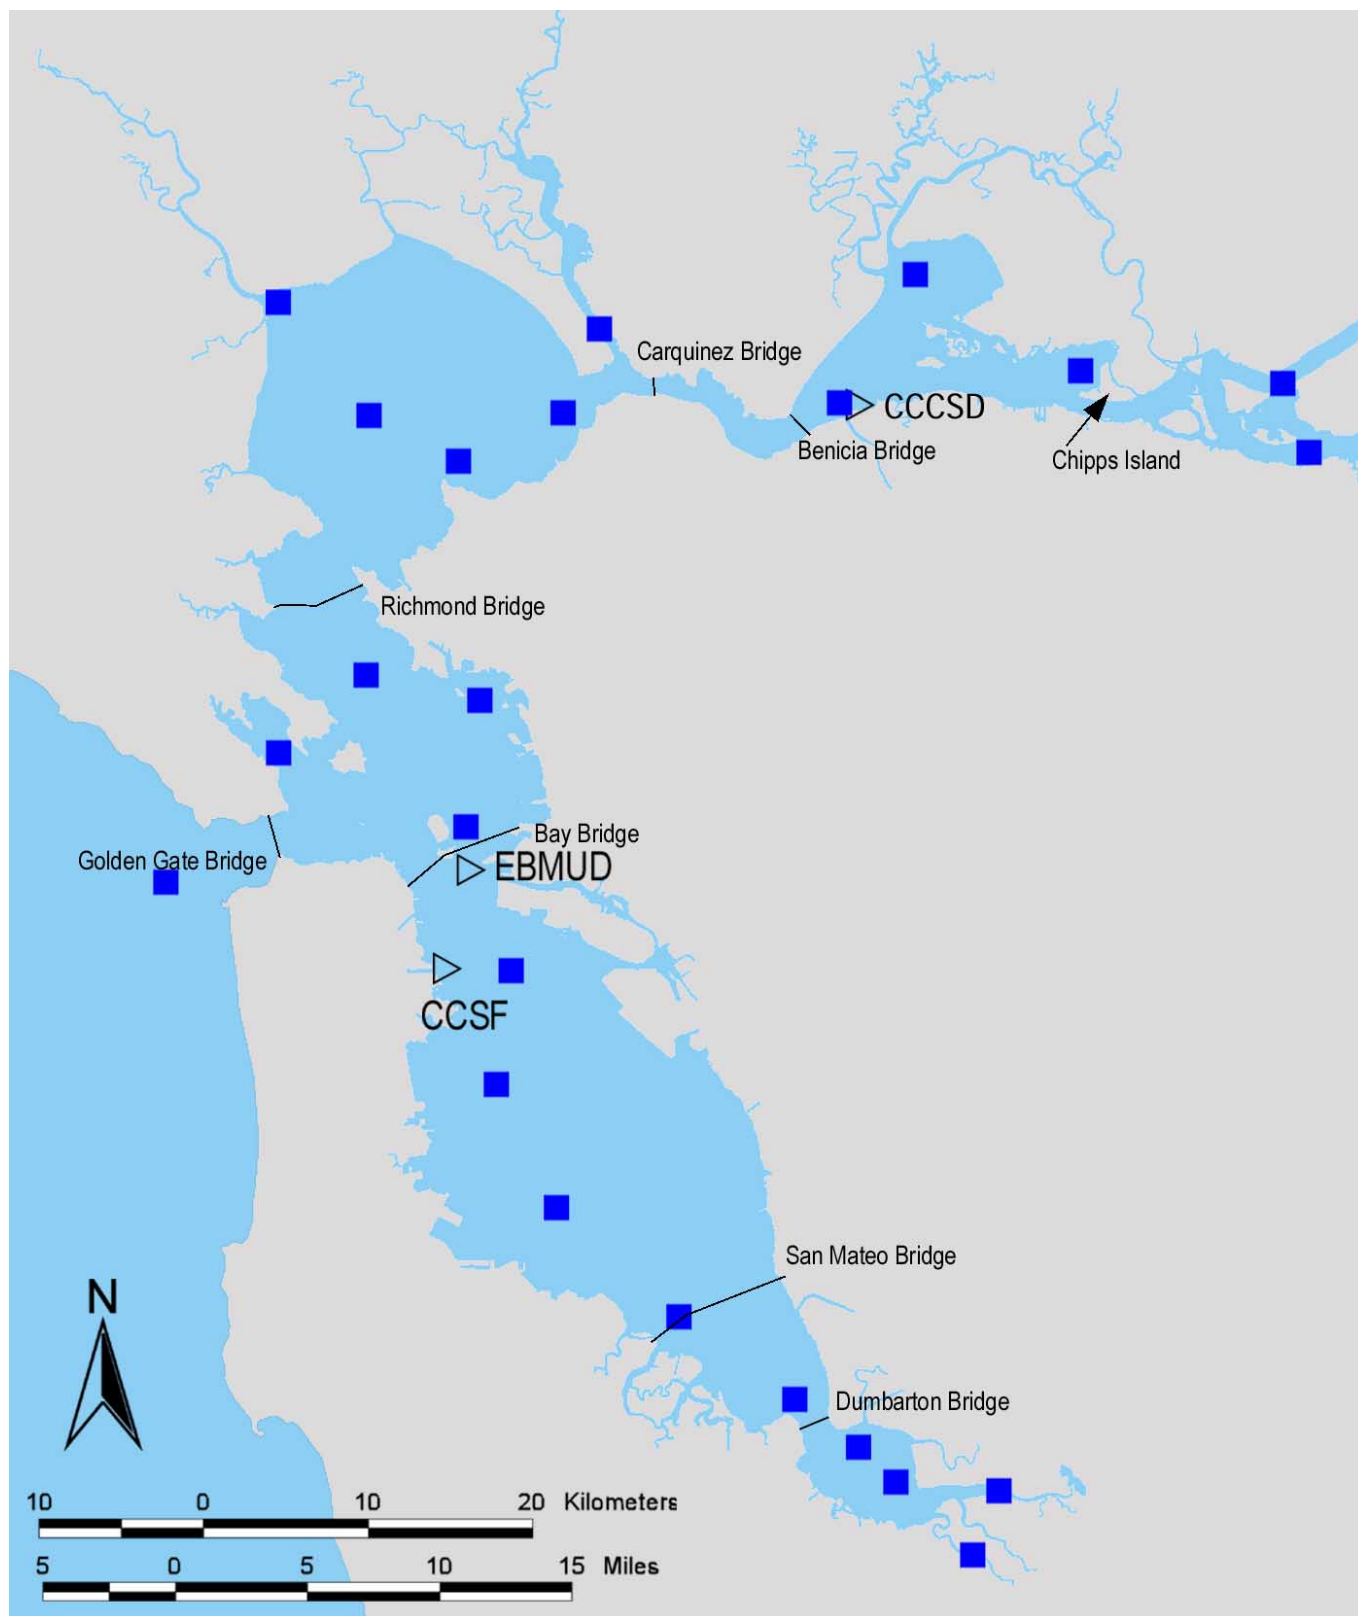 Carquinez Bridge
CCCSD
Benicia Bridge
Chipps Island
Richmond Bridge
Bay Bridge
Golden Gate Bridge
EBMUD
CCSF
San Mateo Bridge
N
Dumbarton Bridge
10 0 10 20 Kilometers
5 0 5 10 15 Miles